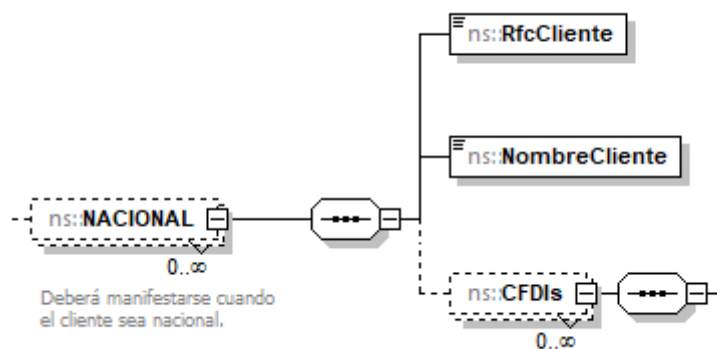 ns::RfcCliente
ns::NombreCliente
ns::NACIONAL
0..∞
Deberá manifestarse cuando
el cliente sea nacional.
ns::CFDIs
0..∞